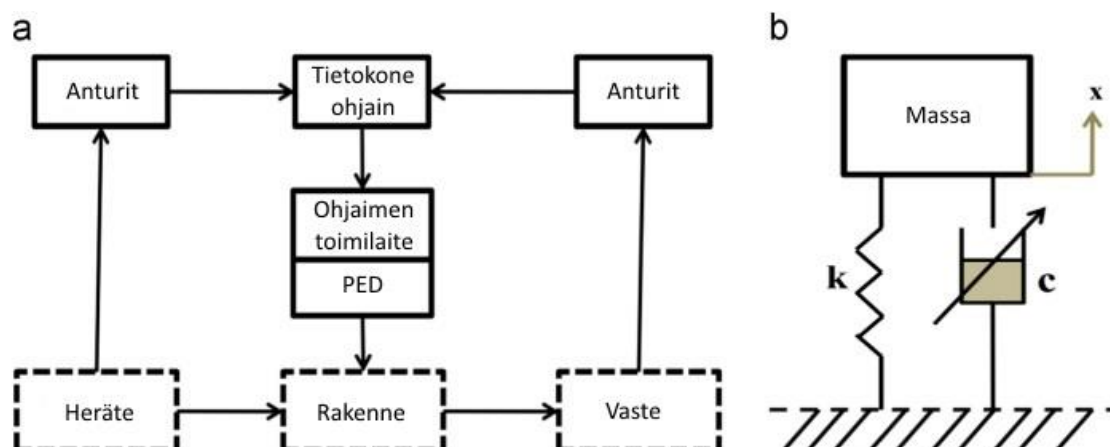 a
Anturit
Tietokone
ohjain
Anturit
Ohjaimen
toimilaite
PED
Heräte
Rakenne
Vaste
b
Massa
x
k
c